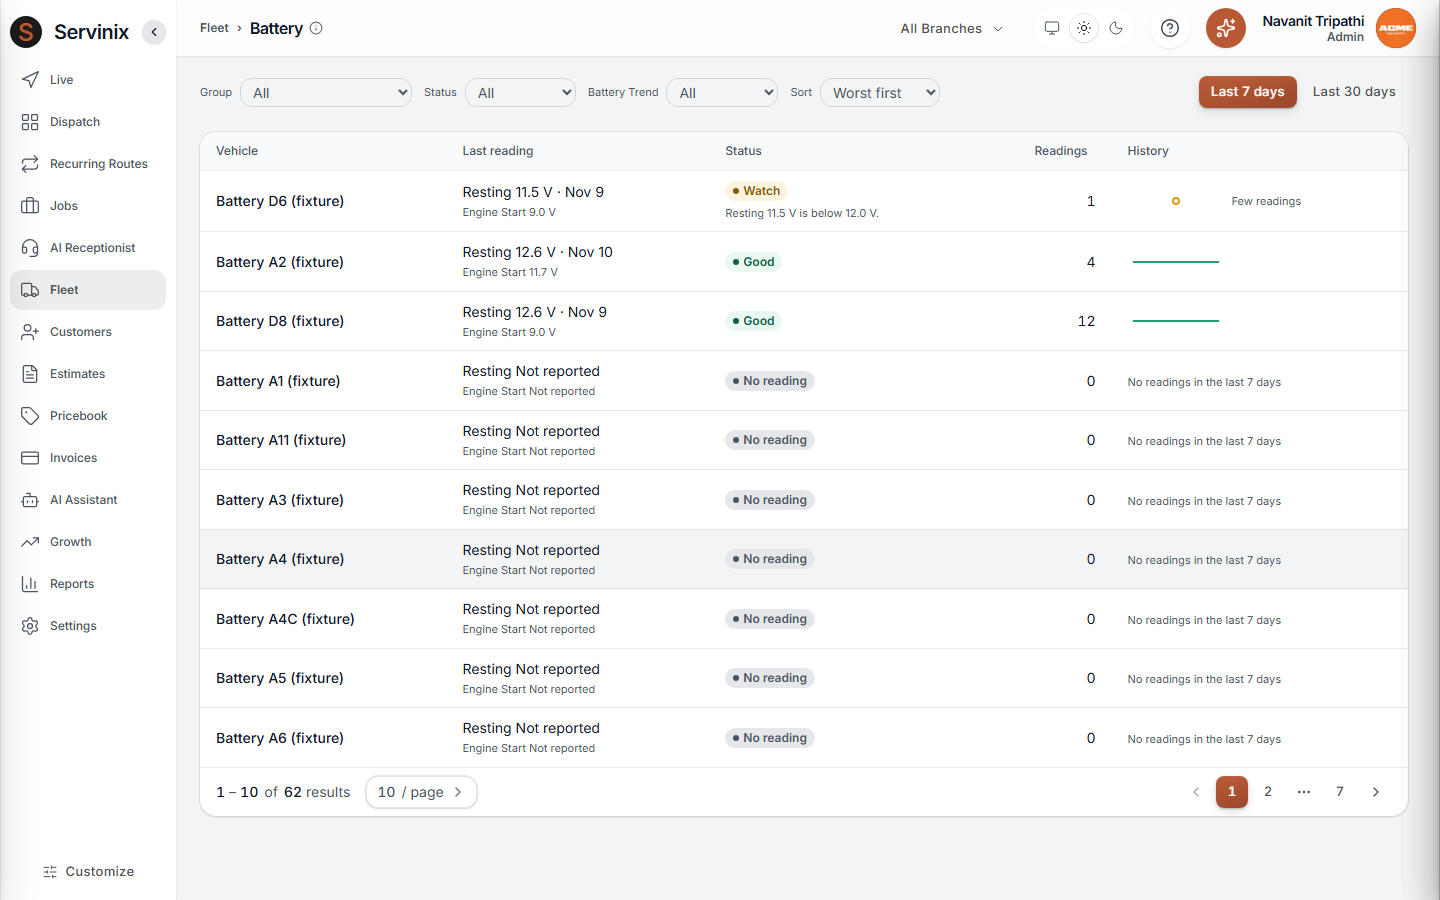 S Servinix
Live
Dispatch
Recurring Routes
Jobs
AI Receptionist
Fleet
Customers
Estimates
Pricebook
Invoices
AI Assistant
Growth
Reports
Settings
Customize
Fleet › Battery
All Branches
Navanit Tripathi
Admin
ACME
Group All Status All Battery Trend All Sort Worst first
Last 7 days Last 30 days
Vehicle Last reading Status Readings History
Battery D6 (fixture) Resting 11.5 V · Nov 9 Watch 1 Few readings
Engine Start 9.0 V Resting 11.5 V is below 12.0 V.
Battery A2 (fixture) Resting 12.6 V · Nov 10 Good 4
Engine Start 11.7 V
Battery D8 (fixture) Resting 12.6 V · Nov 9 Good 12
Engine Start 9.0 V
Battery A1 (fixture) Resting Not reported No reading 0 No readings in the last 7 days
Engine Start Not reported
Battery A11 (fixture) Resting Not reported No reading 0 No readings in the last 7 days
Engine Start Not reported
Battery A3 (fixture) Resting Not reported No reading 0 No readings in the last 7 days
Engine Start Not reported
Battery A4 (fixture) Resting Not reported No reading 0 No readings in the last 7 days
Engine Start Not reported
Battery A4C (fixture) Resting Not reported No reading 0 No readings in the last 7 days
Engine Start Not reported
Battery A5 (fixture) Resting Not reported No reading 0 No readings in the last 7 days
Engine Start Not reported
Battery A6 (fixture) Resting Not reported No reading 0 No readings in the last 7 days
Engine Start Not reported
1 – 10 of 62 results 10 / page
1 2 ••• 7